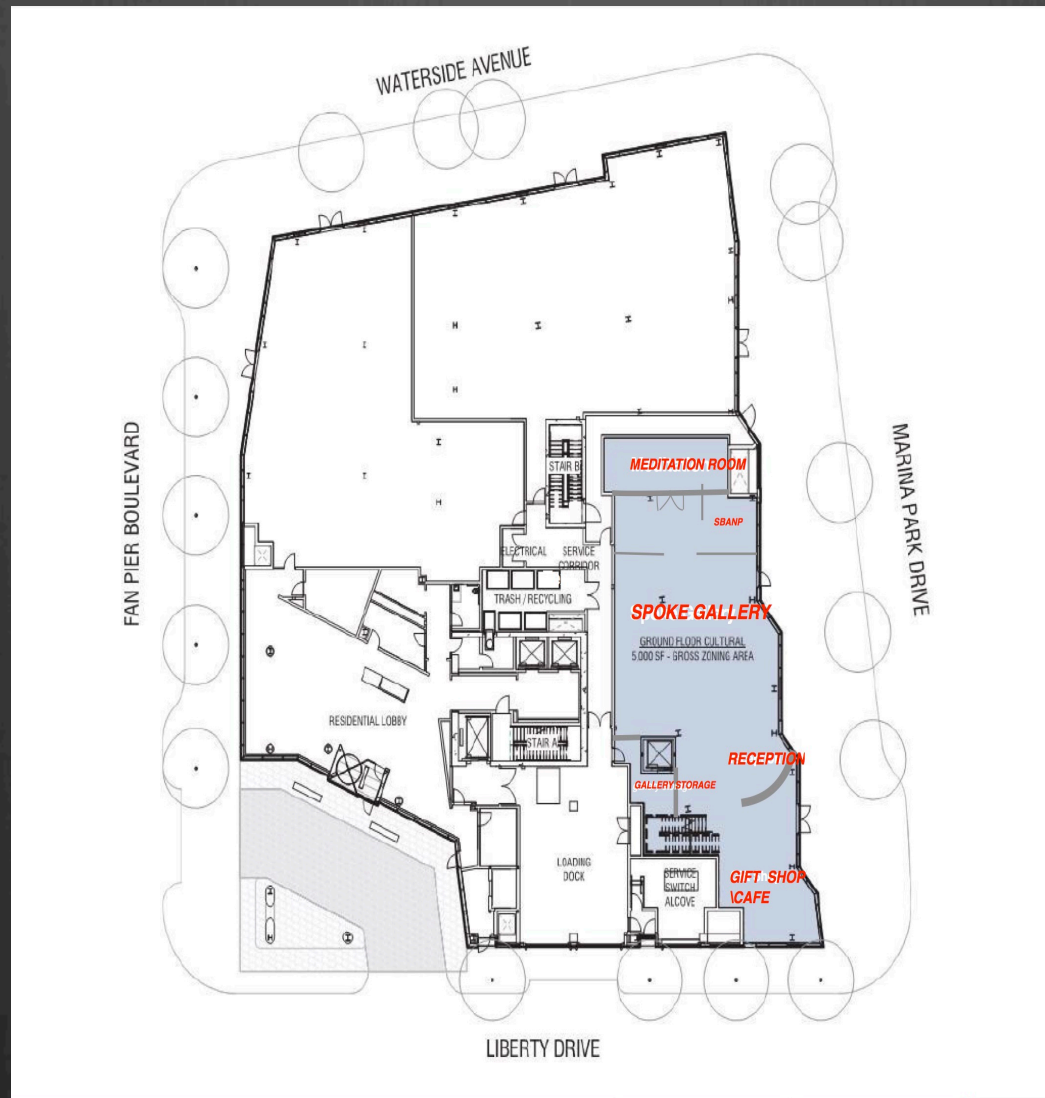 WATERSIDE AVENUE
FAN PIER BOULEVARD
MARINA PARK DRIVE
MEDITATION ROOM
STAIR B
SBANP
ELECTRICAL
SERVICE
CORRIDOR
TRASH / RECYCLING
SPOKE GALLERY
GROUND FLOOR CULTURAL
5,000 SF - GROSS ZONING AREA
RESIDENTIAL LOBBY
STAIR A
RECEPTION
GALLERY STORAGE
LOADING
DOCK
SERVICE
SWITCH
ALCOVE
GIFT SHOP
\CAFE
LIBERTY DRIVE